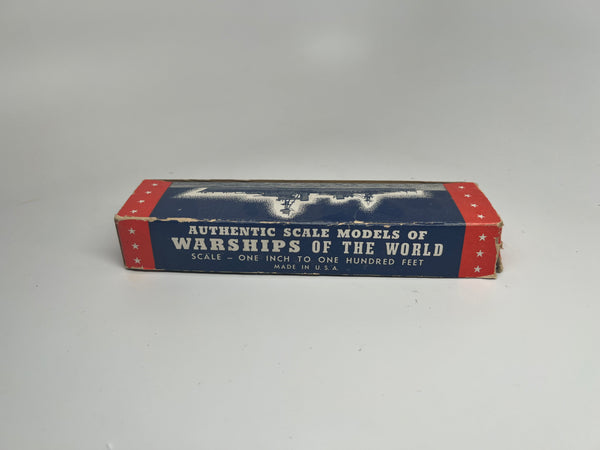 AUTHENTIC SCALE MODELS OF
WARSHIPS OF THE WORLD
SCALE – ONE INCH TO ONE HUNDRED FEET
MADE IN U.S.A.